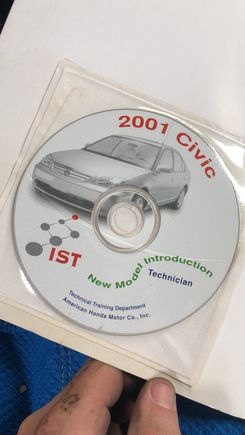 2001 Civic
IST
New Model Introduction
Technician
Technical Training Department
American Honda Motor Co., Inc.